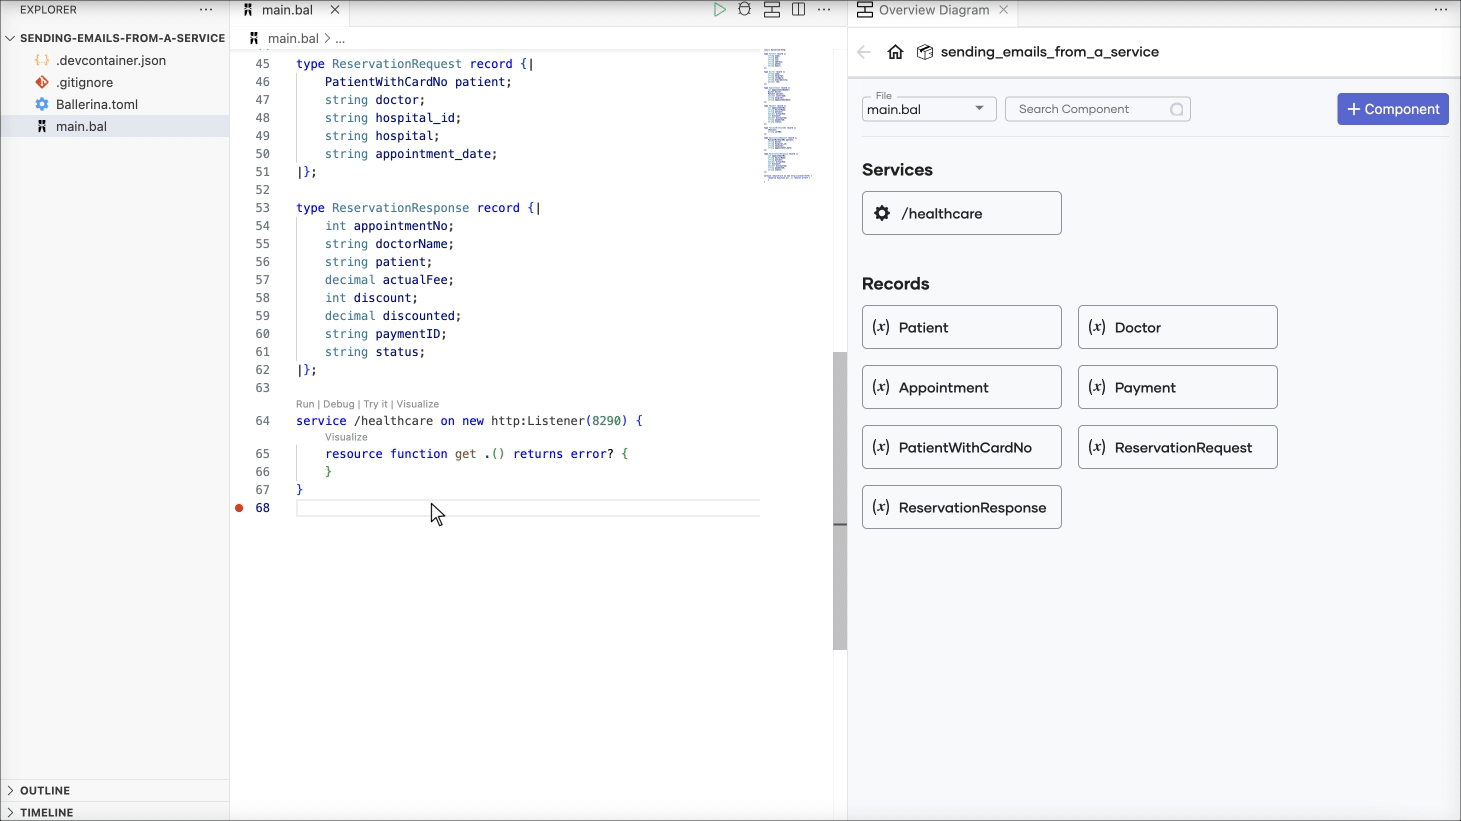 EXPLORER
SENDING-EMAILS-FROM-A-SERVICE
.devcontainer.json
.gitignore
Ballerina.toml
main.bal
OUTLINE
TIMELINE
main.bal
main.bal > ...
45 type ReservationRequest record {|
46 PatientWithCardNo patient;
47 string doctor;
48 string hospital_id;
49 string hospital;
50 string appointment_date;
51 |};
52
53 type ReservationResponse record {|
54 int appointmentNo;
55 string doctorName;
56 string patient;
57 decimal actualFee;
58 int discount;
59 decimal discounted;
60 string paymentID;
61 string status;
62 |};
63
Run | Debug | Try it | Visualize
64 service /healthcare on new http:Listener(8290) {
Visualize
65 resource function get .() returns error? {
66 }
67 }
68
Overview Diagram
sending_emails_from_a_service
File
main.bal
Search Component
+ Component
Services
/healthcare
Records
(x) Patient
(x) Doctor
(x) Appointment
(x) Payment
(x) PatientWithCardNo
(x) ReservationRequest
(x) ReservationResponse